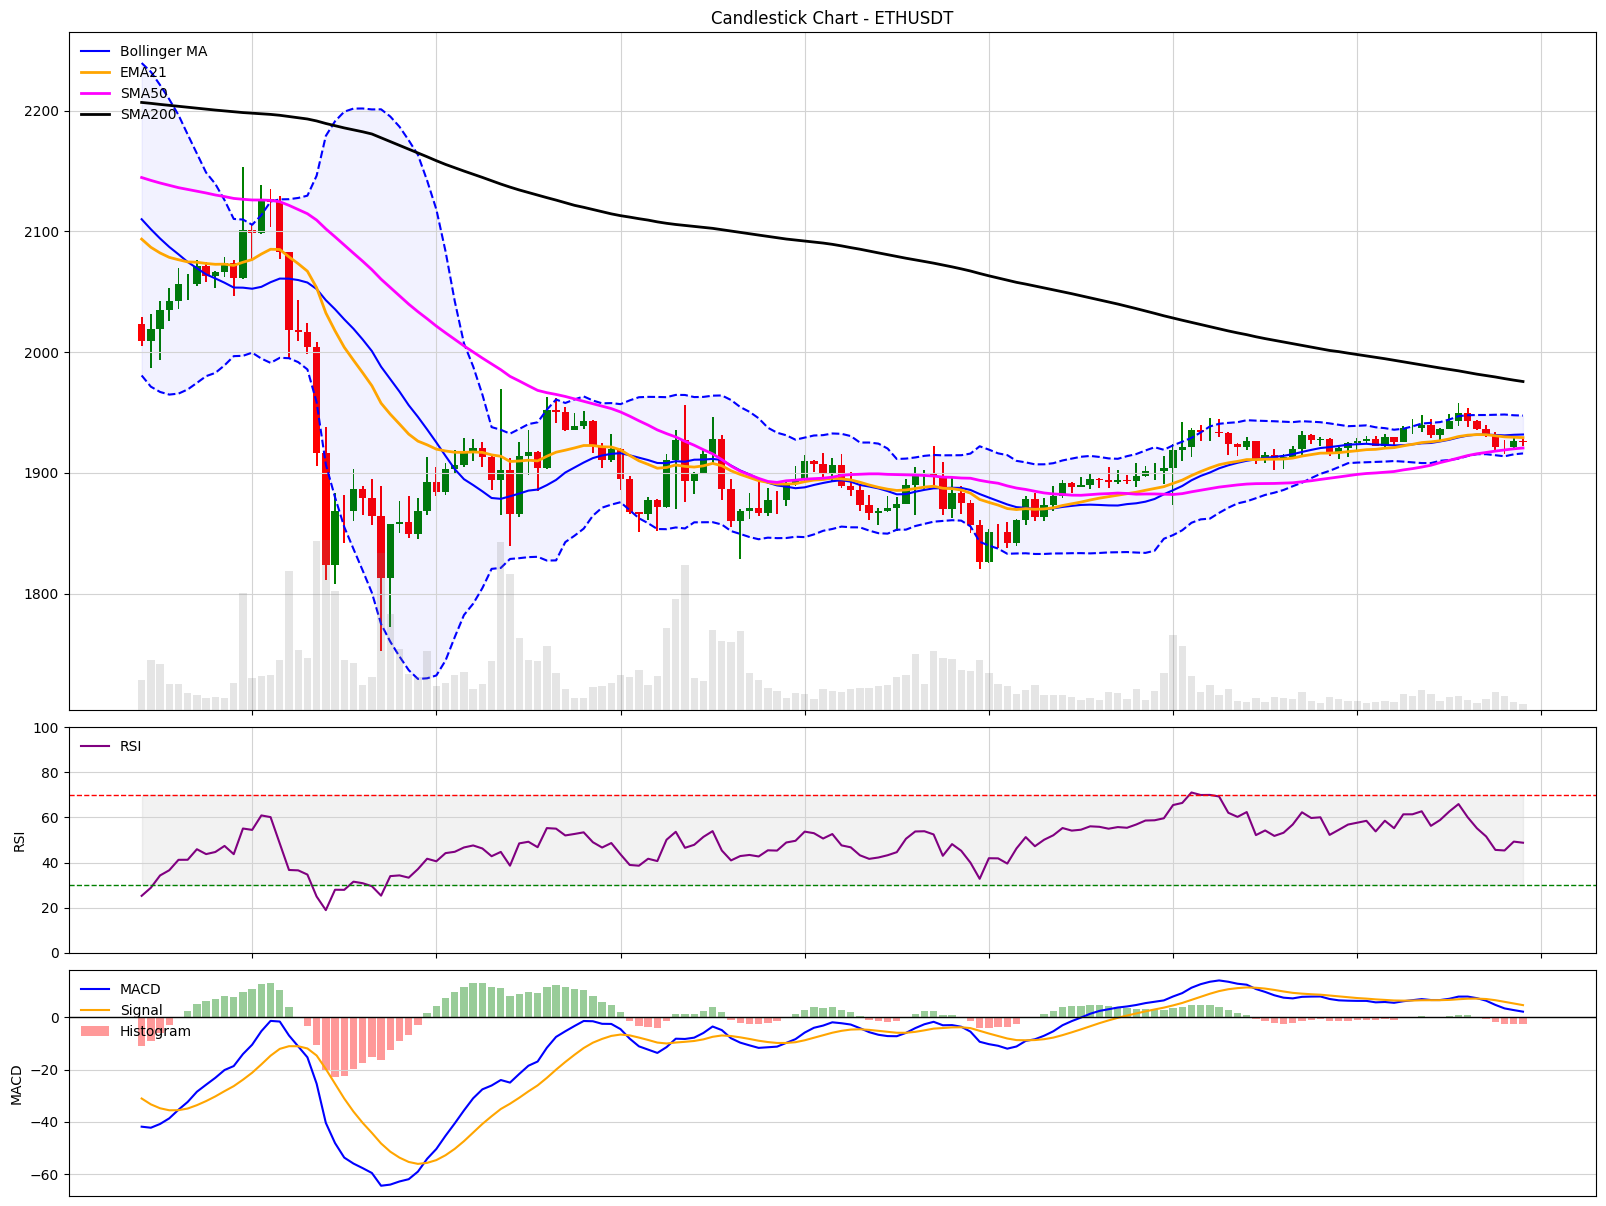 Candlestick Chart - ETHUSDT
Bollinger MA
EMA21
SMA50
SMA200
2200
2100
2000
1900
1800
RSI
100
80
60
40
20
0
RSI
MACD
Signal
Histogram
0
−20
−40
−60
MACD